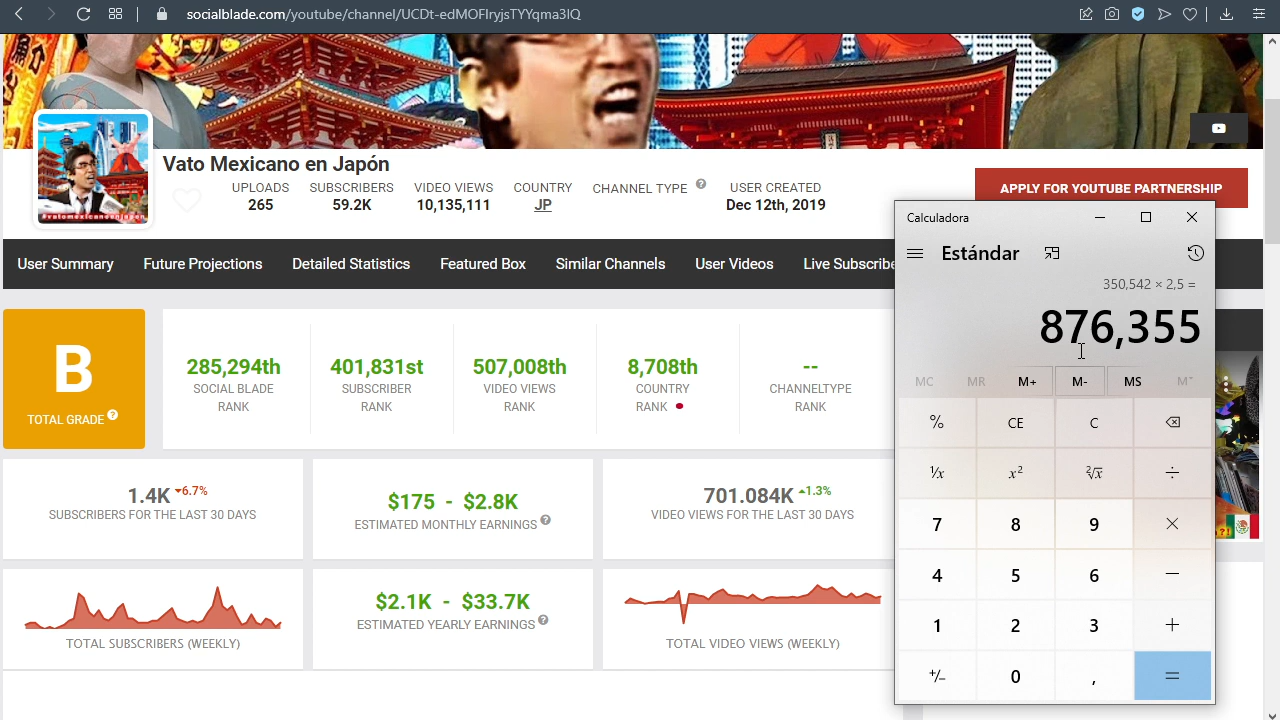 socialblade.com/youtube/channel/UCDt-edMOFIryjsTYYqma3lQ
#vatomexicanoenjapon
Vato Mexicano en Japón
UPLOADS
265
SUBSCRIBERS
59.2K
VIDEO VIEWS
10,135,111
COUNTRY
JP
CHANNEL TYPE ?
USER CREATED
Dec 12th, 2019
APPLY FOR YOUTUBE PARTNERSHIP
User Summary
Future Projections
Detailed Statistics
Featured Box
Similar Channels
User Videos
Live Subscribe
B
TOTAL GRADE ?
285,294th
SOCIAL BLADE
RANK
401,831st
SUBSCRIBER
RANK
507,008th
VIDEO VIEWS
RANK
8,708th
COUNTRY
RANK
--
CHANNELTYPE
RANK
1.4K -6.7%
SUBSCRIBERS FOR THE LAST 30 DAYS
$175 - $2.8K
ESTIMATED MONTHLY EARNINGS ?
701.084K 1.3%
VIDEO VIEWS FOR THE LAST 30 DAYS
TOTAL SUBSCRIBERS (WEEKLY)
$2.1K - $33.7K
ESTIMATED YEARLY EARNINGS ?
TOTAL VIDEO VIEWS (WEEKLY)
Calculadora
Estándar
350,542 × 2,5 =
876,355
MC MR M+ M- MS M˅
% CE C
¹/x x² ²√x ÷
7 8 9 ×
4 5 6 −
1 2 3 +
+/− 0 , =
?!